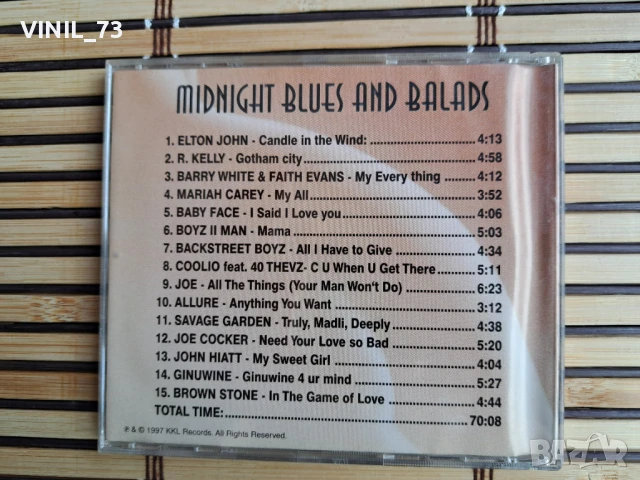 VINIL_73
MIDNIGHT BLUES AND BALADS
1. ELTON JOHN - Candle in the Wind: 4:13
2. R. KELLY - Gotham city 4:58
3. BARRY WHITE & FAITH EVANS - My Every thing 4:12
4. MARIAH CAREY - My All 3:52
5. BABY FACE - I Said I Love you 4:06
6. BOYZ II MAN - Mama 5:03
7. BACKSTREET BOYZ - All I Have to Give 4:34
8. COOLIO feat. 40 THEVZ- C U When U Get There 5:11
9. JOE - All The Things (Your Man Won't Do) 6:23
10. ALLURE - Anything You Want 3:12
11. SAVAGE GARDEN - Truly, Madli, Deeply 4:38
12. JOE COCKER - Need Your Love so Bad 5:20
13. JOHN HIATT - My Sweet Girl 4:04
14. GINUWINE - Ginuwine 4 ur mind 5:27
15. BROWN STONE - In The Game of Love 4:44
TOTAL TIME: 70:08
℗ & © 1997 KKL Records. All Rights Reserved.
BAZAR